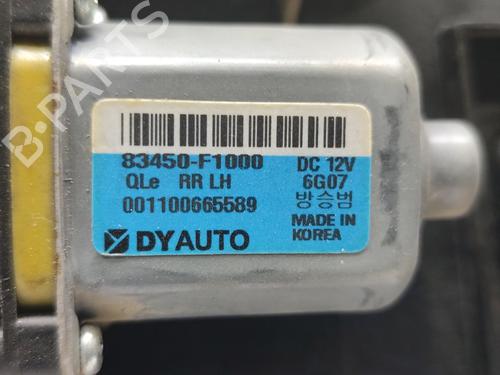 B-PARTS
83450-F1000 DC 12V
QLe RR LH 6G07
001100665589 방승범
DYAUTO MADE IN
KOREA